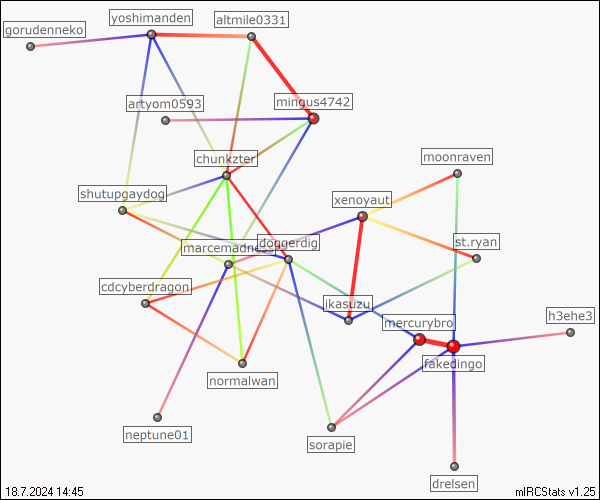 yoshimanden
altmile0331
gorudenneko
artyom0593
mingus4742
chunkzter
moonraven
shutupgaydog
xenoyaut
marcemadness
doggerdig
st.ryan
cdcyberdragon
ikasuzu
h3ehe3
mercurybro
fakedingo
normalwan
neptune01
sorapie
drelsen
18.7.2024 14:45
mIRCStats v1.25